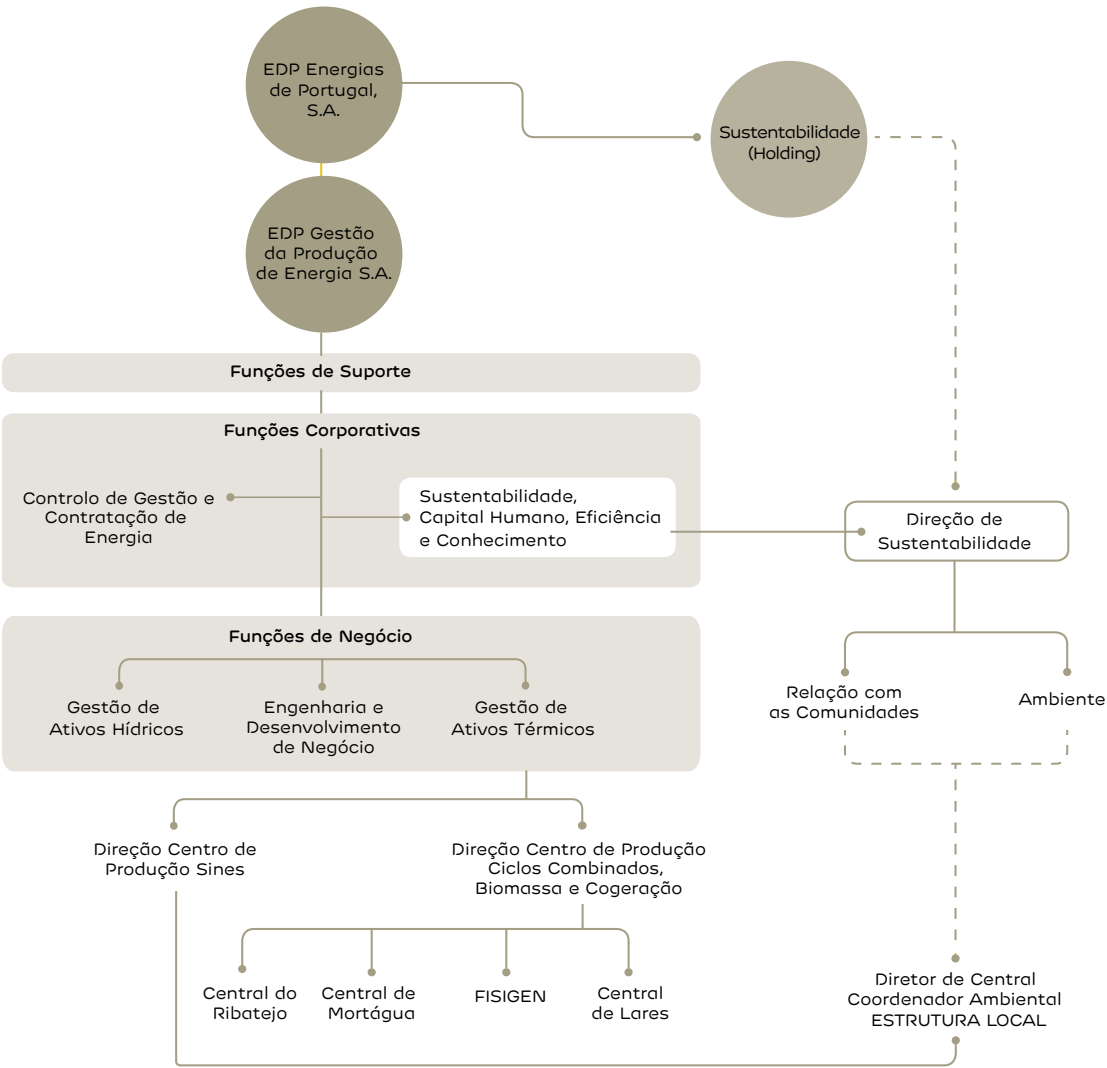 EDP Energias
de Portugal,
S.A.
Sustentabilidade
(Holding)
EDP Gestão
da Produção
de Energia S.A.
Funções de Suporte
Funções Corporativas
Controlo de Gestão e
Contratação de
Energia
Sustentabilidade,
Capital Humano, Eficiência
e Conhecimento
Direção de
Sustentabilidade
Funções de Negócio
Gestão de
Ativos Hídricos
Engenharia e
Desenvolvimento
de Negócio
Gestão de
Ativos Térmicos
Relação com
as Comunidades
Ambiente
Direção Centro de
Produção Sines
Direção Centro de Produção
Ciclos Combinados,
Biomassa e Cogeração
Central do
Ribatejo
Central de
Mortágua
FISIGEN
Central
de Lares
Diretor de Central
Coordenador Ambiental
ESTRUTURA LOCAL